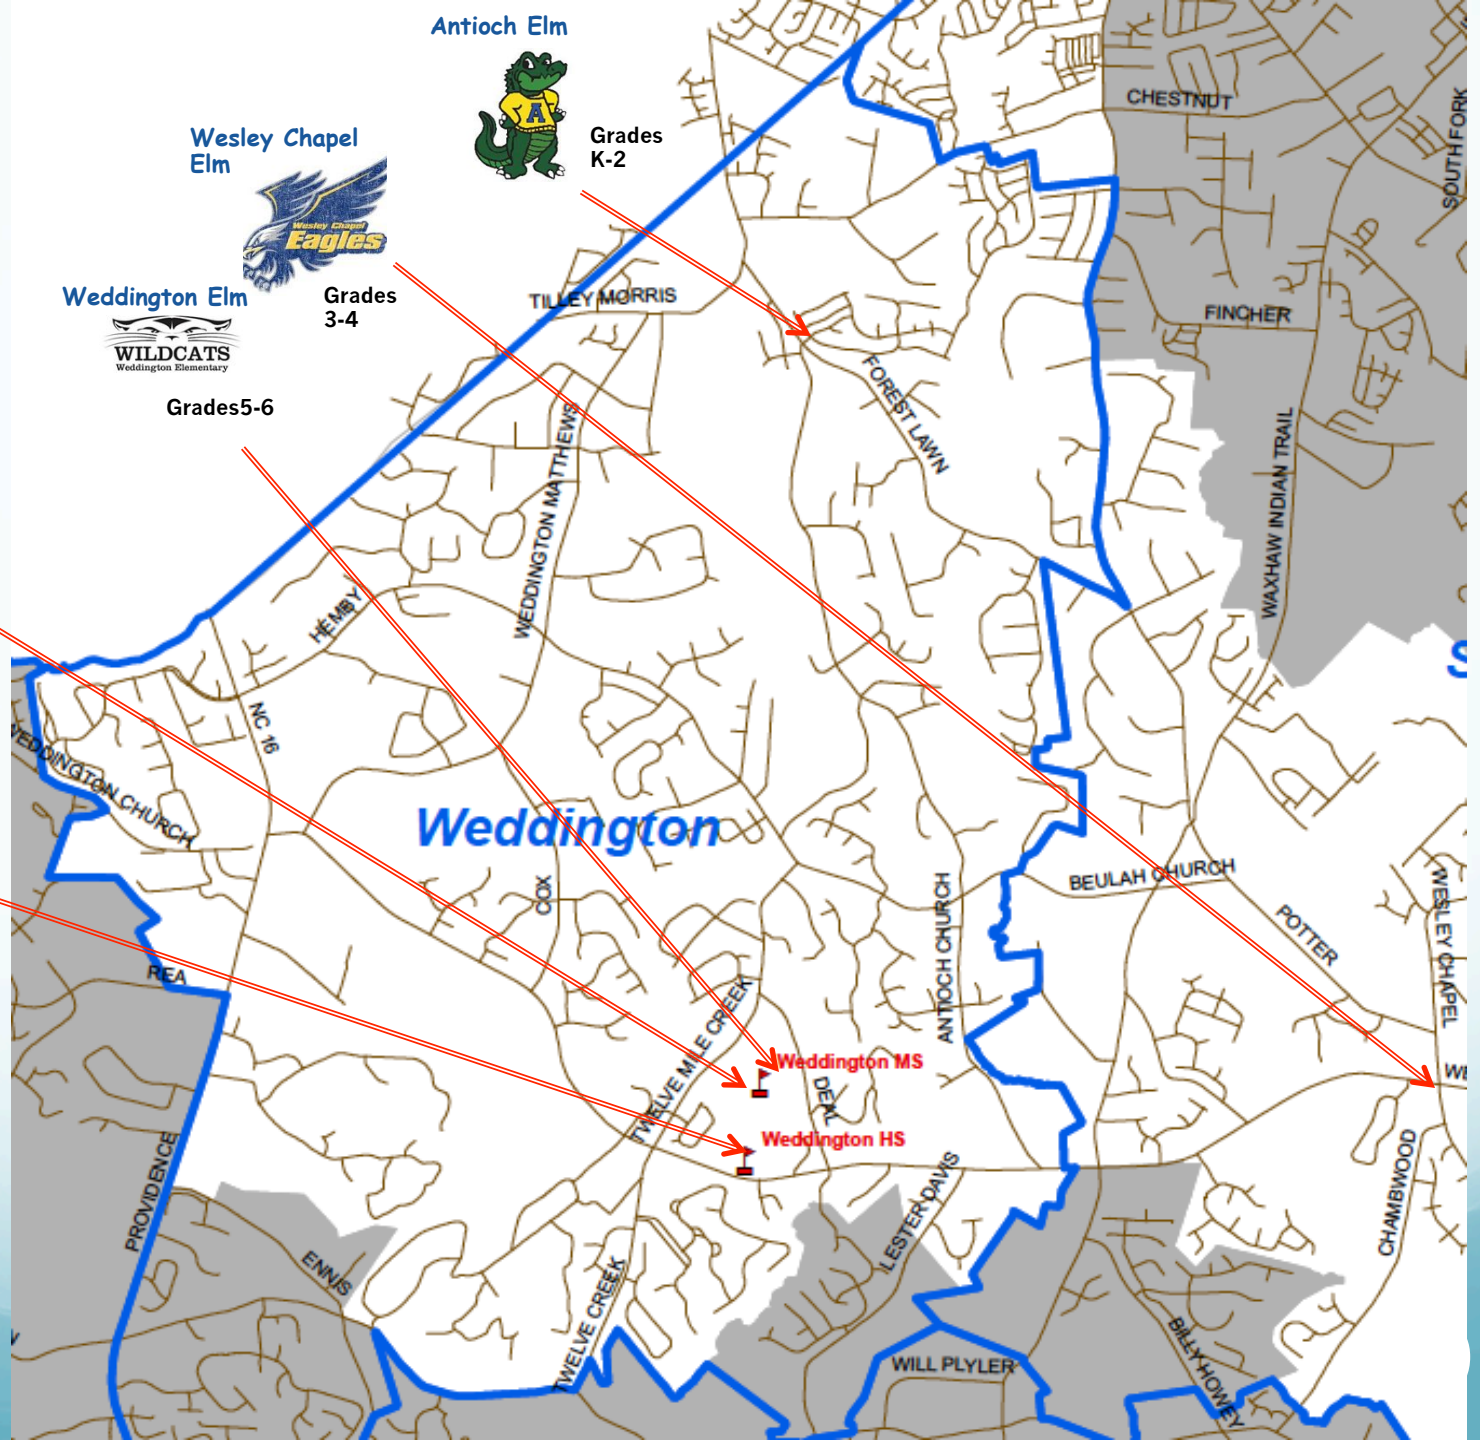 Antioch Elm
A
Grades
K-2
Wesley Chapel
Elm
Wesley Chapel
Eagles
Grades
3-4
Weddington Elm
WILDCATS
Weddington Elementary
Grades5-6
CHESTNUT
SOUTH FORK
TILLEY MORRIS
FINCHER
FOREST LAWN
WEDDINGTON MATTHEWS
WAXHAW INDIAN TRAIL
HEMBY
S
NC 16
WEDDINGTON CHURCH
Weddington
COX
BEULAH CHURCH
ANTIOCH CHURCH
POTTER
WESLEY CHAPEL
REA
TWELVE MILE CREEK
Weddington MS
WE
DEAL
Weddington HS
PROVIDENCE
LESTER DAVIS
CHAMBWOOD
ENNIS
TWELVE CREEK
WILL PLYLER
BILLY HOWEY